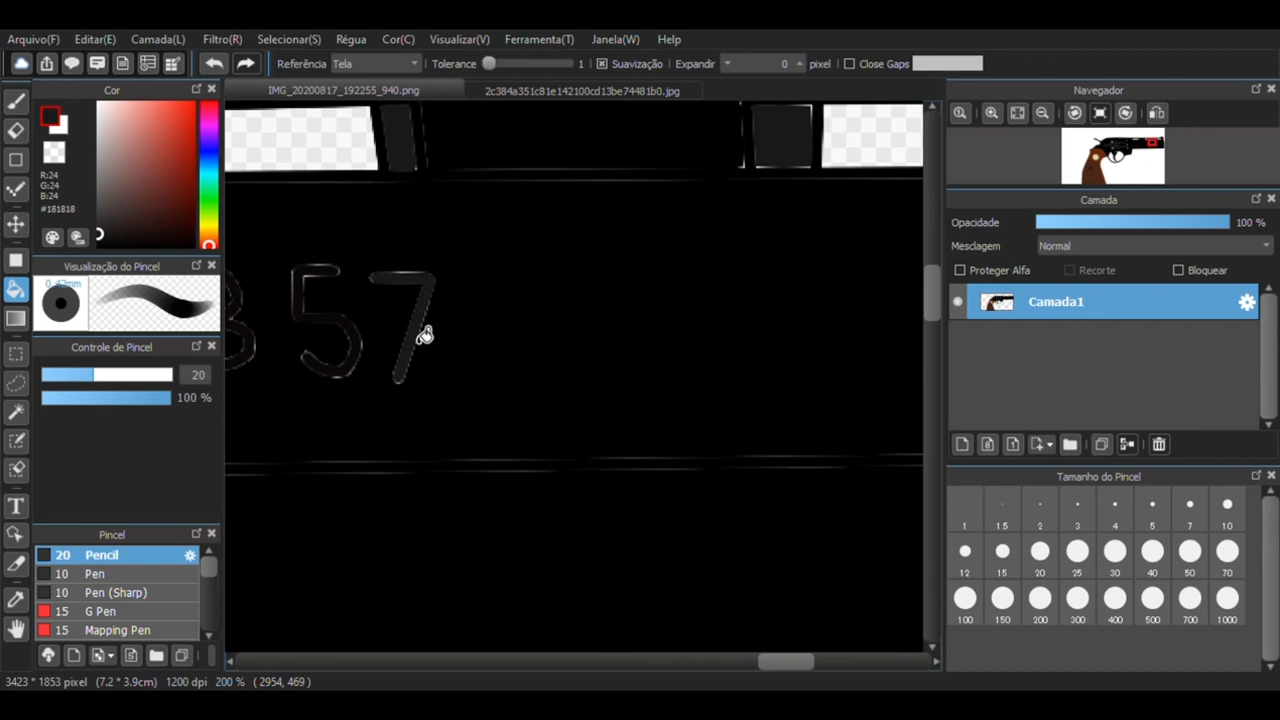 Arquivo(F) Editar(E) Camada(L) Filtro(R) Selecionar(S) Régua Cor(C) Visualizar(V) Ferramenta(T) Janela(W) Help
Referência Tela Tolerance 1 Suavização Expandir 0 pixel Close Gaps
Cor
IMG_20200817_192255_940.png
2c384a351c81e142100cd13be74481b0.jpg
Navegador
R:24
G:24
B:24
#181818
Camada
Opacidade 100 %
Mesclagem Normal
Proteger Alfa Recorte Bloquear
Camada1
Visualização do Pincel
0.42mm
357
Controle de Pincel
20
100 %
Tamanho do Pincel
1 1.5 2 3 4 5 7 10
12 15 20 25 30 40 50 70
100 150 200 300 400 500 700 1000
Pincel
20 Pencil
10 Pen
10 Pen (Sharp)
15 G Pen
15 Mapping Pen
T
3423 * 1853 pixel (7.2 * 3.9cm) 1200 dpi 200 % ( 2954, 469 )